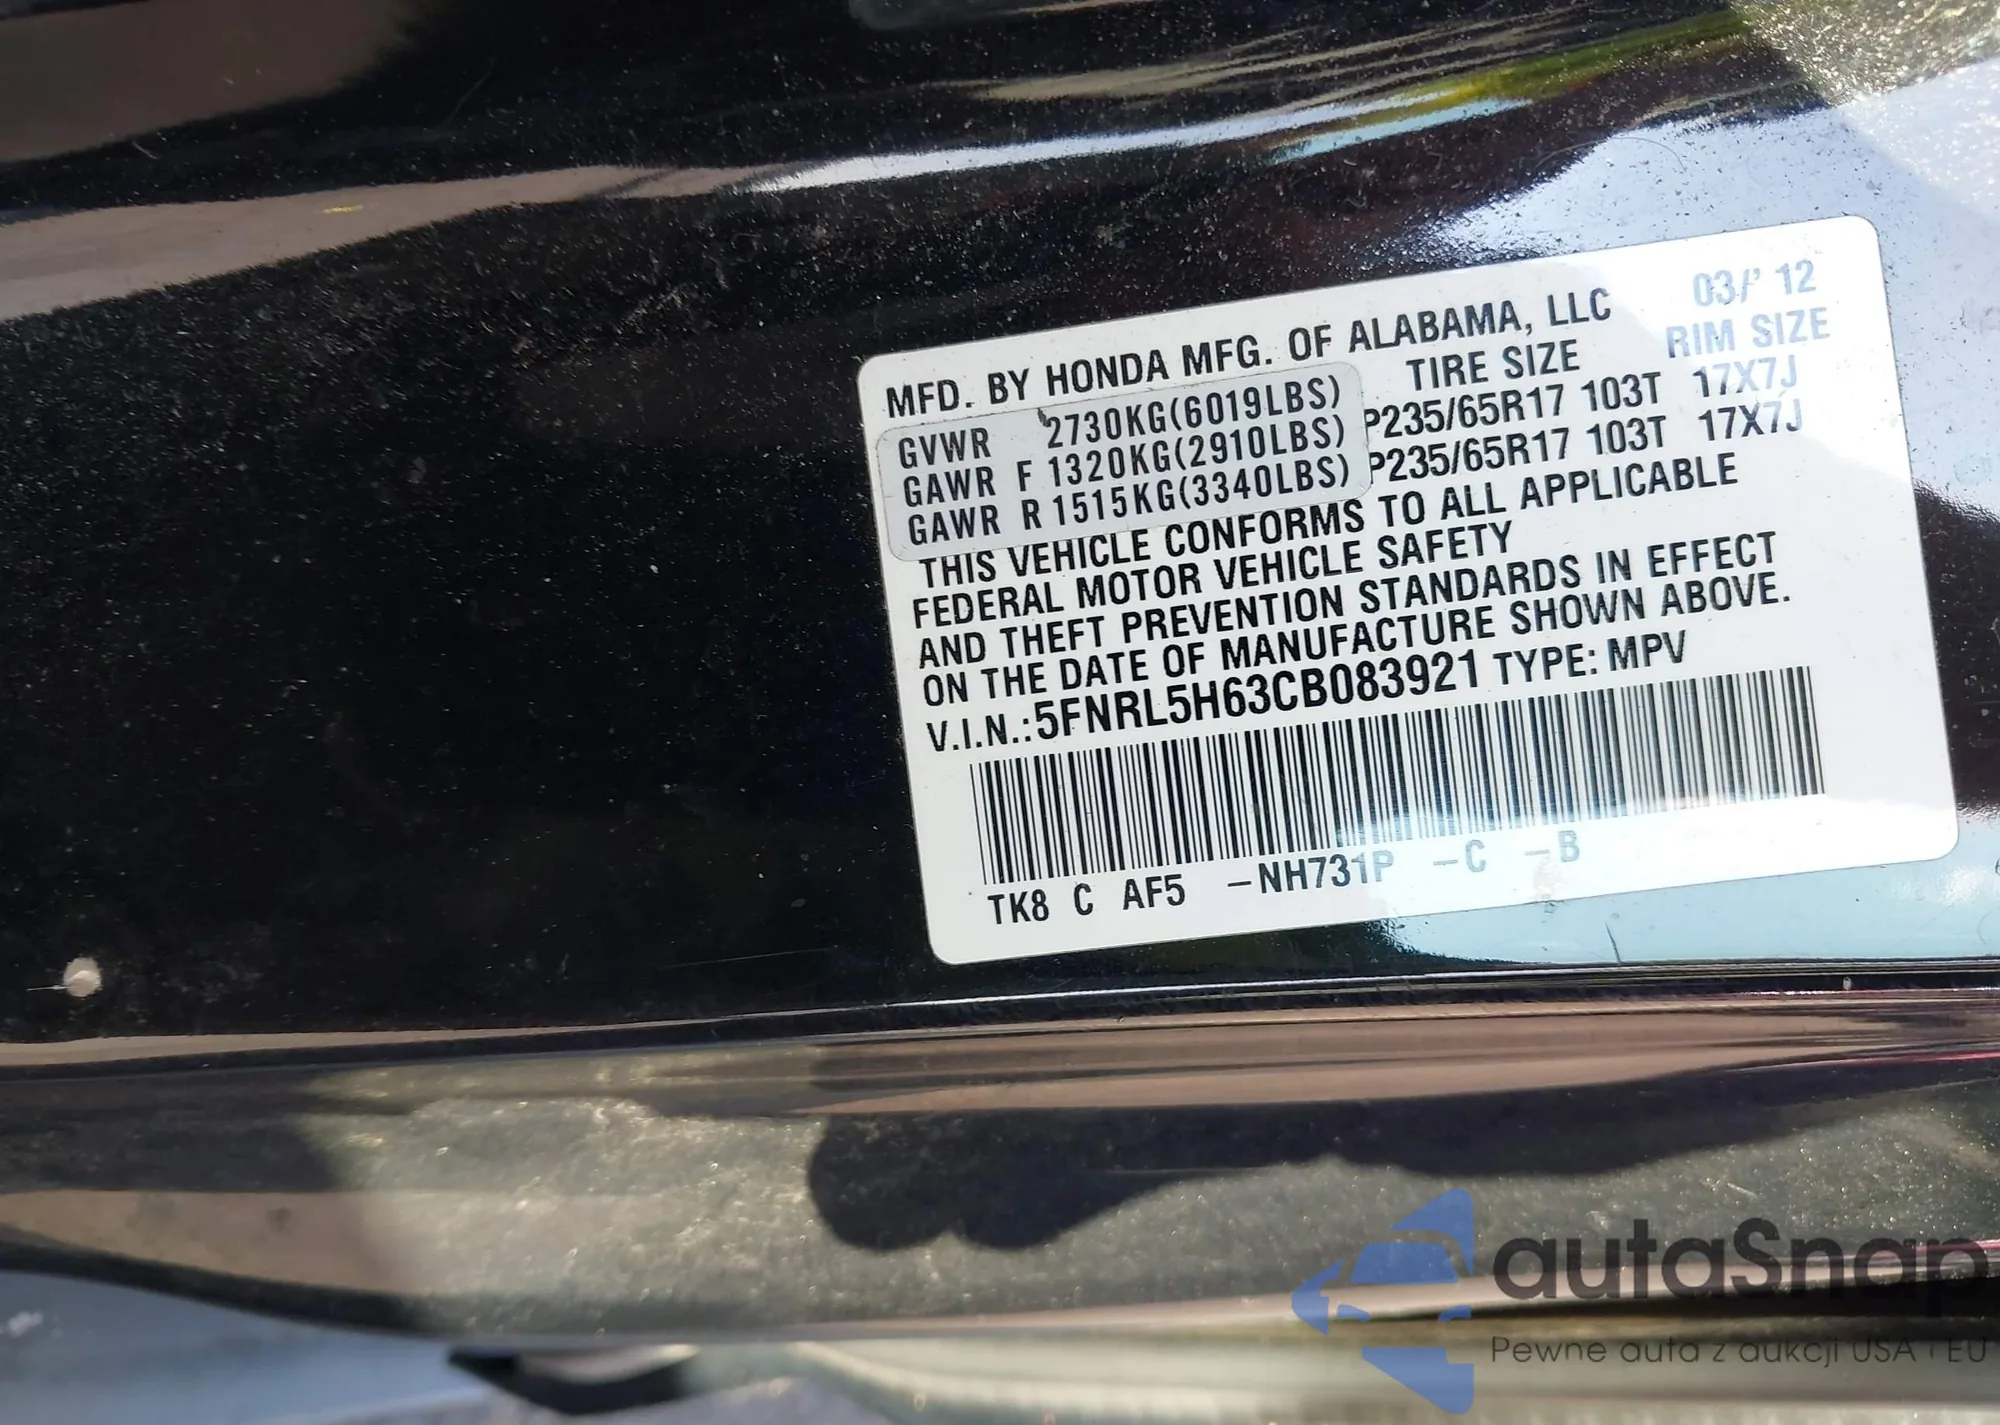 MFD. BY HONDA MFG. OF ALABAMA, LLC 03/' 12
TIRE SIZE RIM SIZE
GVWR 2730KG(6019LBS)
GAWR F 1320KG(2910LBS) P235/65R17 103T 17X7J
GAWR R 1515KG(3340LBS) P235/65R17 103T 17X7J
THIS VEHICLE CONFORMS TO ALL APPLICABLE
FEDERAL MOTOR VEHICLE SAFETY
AND THEFT PREVENTION STANDARDS IN EFFECT
ON THE DATE OF MANUFACTURE SHOWN ABOVE.
V.I.N.: 5FNRL5H63CB083921 TYPE: MPV
TK8 C AF5 -NH731P -C -B
autaSnap
Pewne auta z aukcji USA i EU